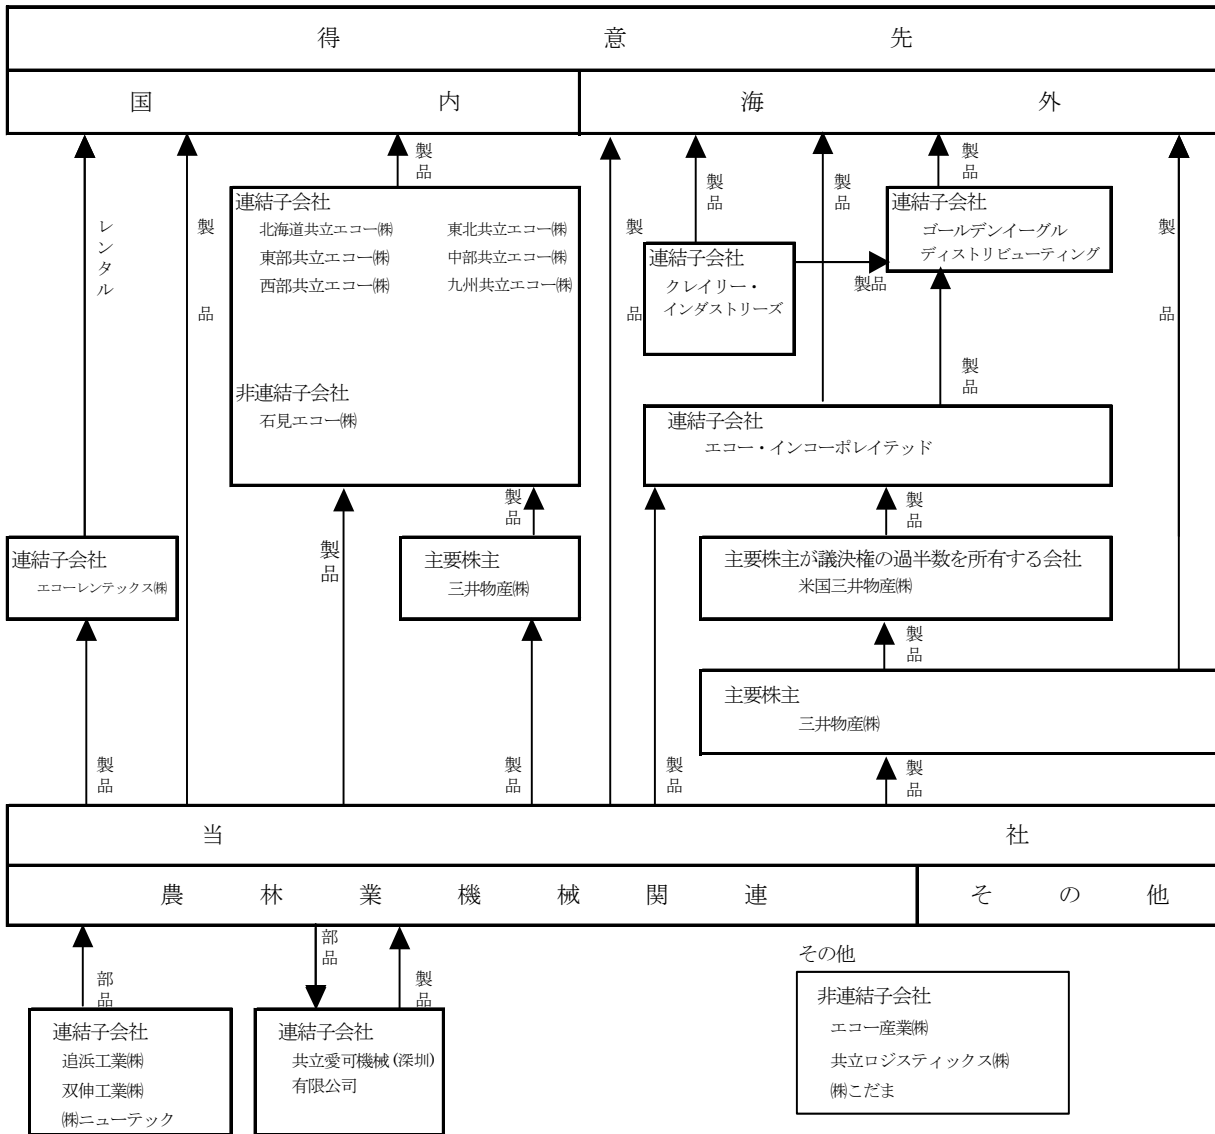 得意先
国内
海外
製品
製品
製品
製品
連結子会社
北海道共立エコー㈱
東北共立エコー㈱
東部共立エコー㈱
中部共立エコー㈱
西部共立エコー㈱
九州共立エコー㈱
非連結子会社
石見エコー㈱
レンタル
製品
製品
製品
連結子会社
クレイリー・
インダストリーズ
製品
連結子会社
ゴールデンイーグル
ディストリビューティング
製品
連結子会社
エコー・インコーポレイテッド
製品
製品
連結子会社
エコーレンテックス㈱
製品
主要株主
三井物産㈱
主要株主が議決権の過半数を所有する会社
米国三井物産㈱
製品
主要株主
三井物産㈱
製品
製品
製品
製品
当社
農林業機械関連
その他
部品
部品
製品
連結子会社
追浜工業㈱
双伸工業㈱
㈱ニューテック
連結子会社
共立愛可機械(深圳)
有限公司
その他
非連結子会社
エコー産業㈱
共立ロジスティックス㈱
㈱こだま